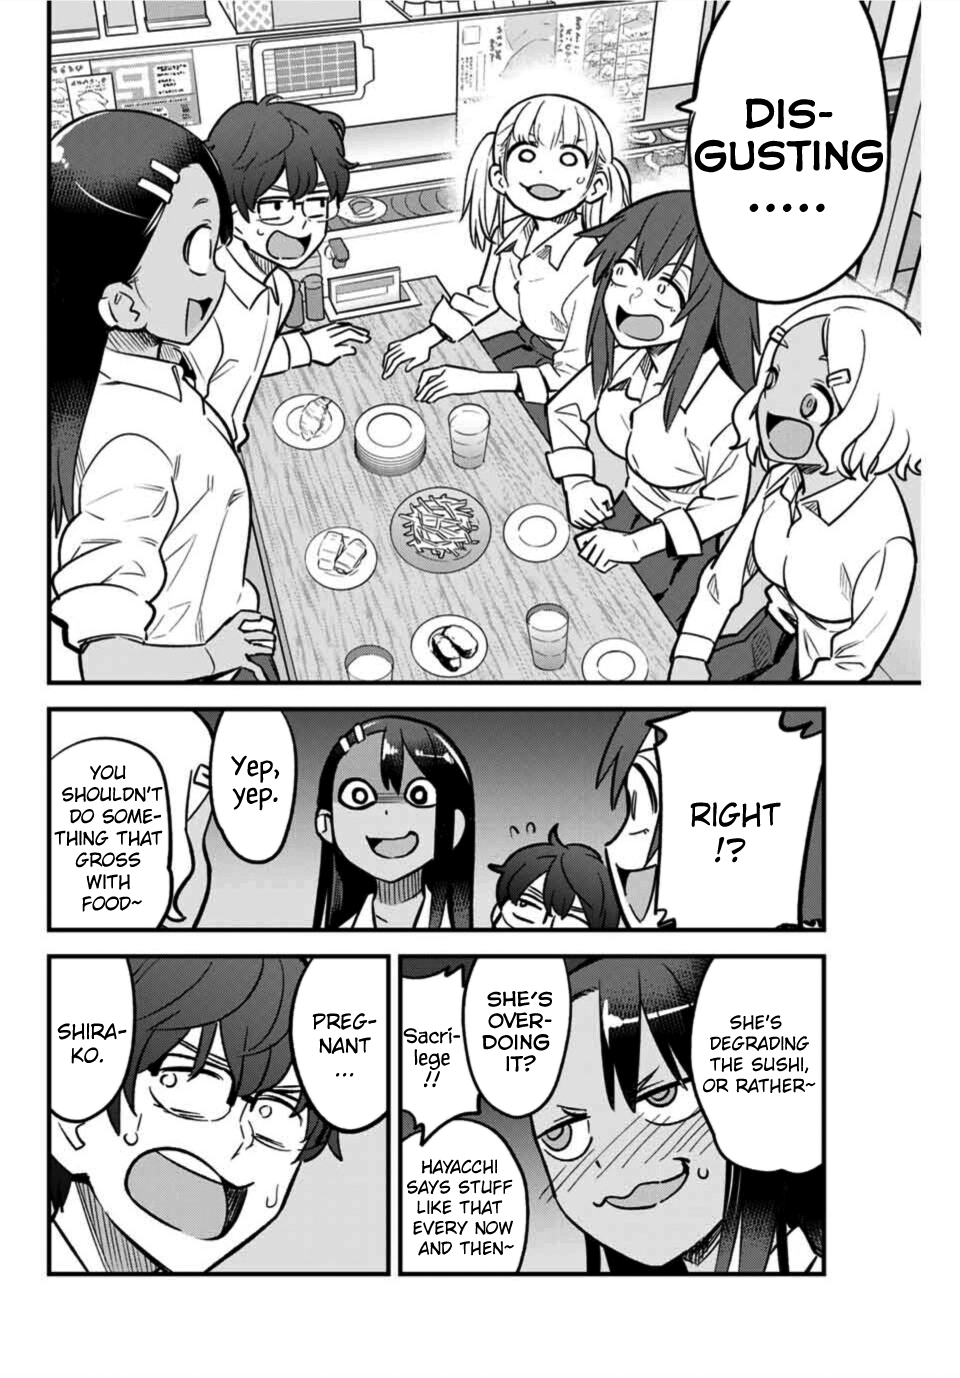 DIS-
GUSTING
.....
RIGHT
!?
Yep,
yep.
YOU
SHOULDN'T
DO SOME-
THING THAT
GROSS
WITH
FOOD~
SHE'S
DEGRADING
THE SUSHI,
OR RATHER~
SHE'S
OVER-
DOING
IT?
Sacri-
lege
!!
HAYACCHI
SAYS STUFF
LIKE THAT
EVERY NOW
AND THEN~
PREG-
NANT
...
SHIRA-
KO.